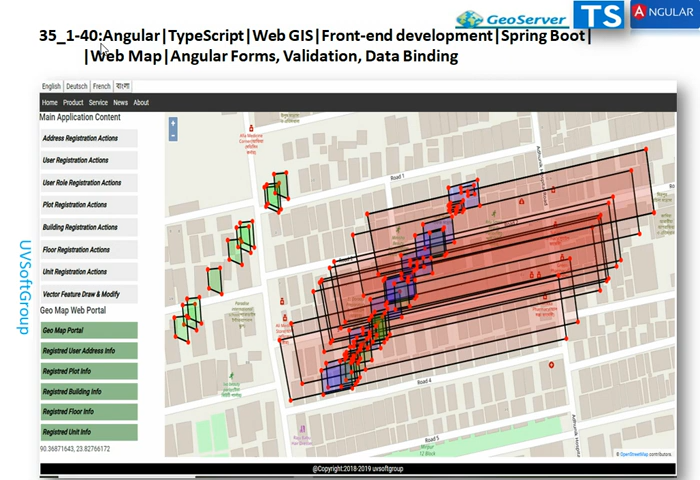 GeoServer
TS
ANGULAR
35_1-40:Angular|TypeScript|Web GIS|Front-end development|Spring Boot|
|Web Map|Angular Forms, Validation, Data Binding
English Deutsch French বাংলা
Home Product Service News About
Main Application Content
Address Registration Actions
User Registration Actions
User Role Registration Actions
Plot Registration Actions
Building Registration Actions
Floor Registration Actions
Unit Registration Actions
Vector Feature Draw & Modify
Geo Map Web Portal
Geo Map Portal
Registred User Address Info
Registred Plot Info
Registred Building Info
Registred Floor Info
Registred Unit Info
90.36871643, 23.82766172
UVSoftGroup
+
-
Road 1
Road 4
Road 5
© OpenStreetMap contributors.
@Copyright:2018-2019 uvsoftgroup